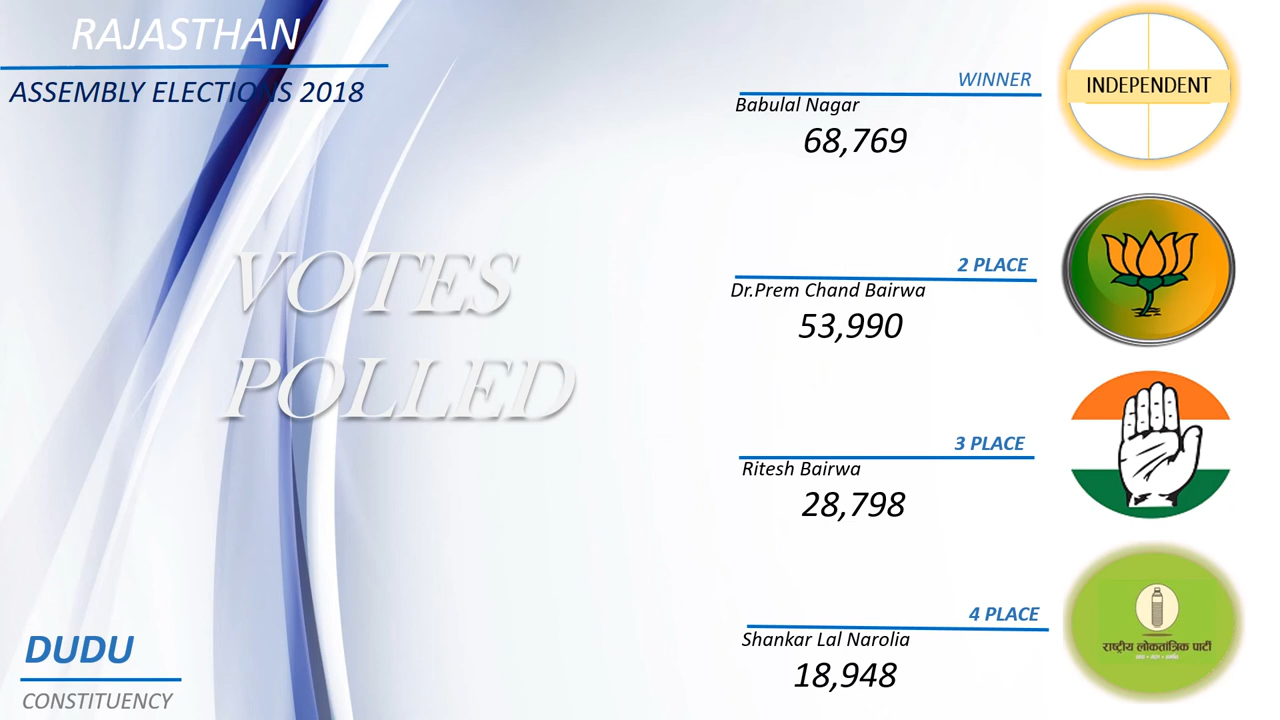 RAJASTHAN
ASSEMBLY ELECTIONS 2018
VOTES
POLLED
DUDU
CONSTITUENCY
WINNER
Babulal Nagar
68,769
INDEPENDENT
2 PLACE
Dr.Prem Chand Bairwa
53,990
3 PLACE
Ritesh Bairwa
28,798
4 PLACE
Shankar Lal Narolia
18,948
राष्ट्रीय लोकतांत्रिक पार्टी